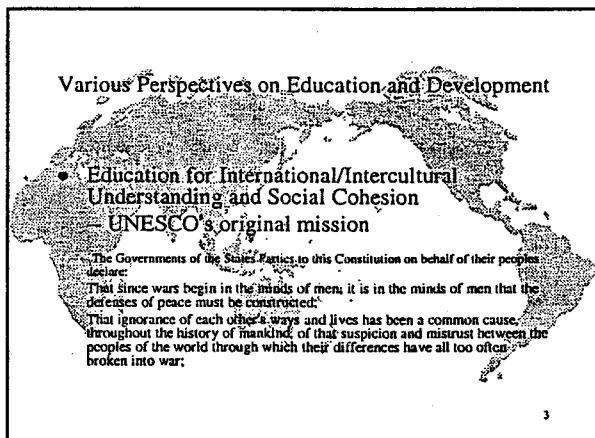 Various Perspectives on Education and Development
• Education for International/Intercultural
Understanding and Social Cohesion
– UNESCO's original mission
The Governments of the States Parties to this Constitution on behalf of their peoples
declare:
That since wars begin in the minds of men, it is in the minds of men that the
defenses of peace must be constructed;
That ignorance of each other's ways and lives has been a common cause,
throughout the history of mankind, of that suspicion and mistrust between the
peoples of the world through which their differences have all too often
broken into war;
3